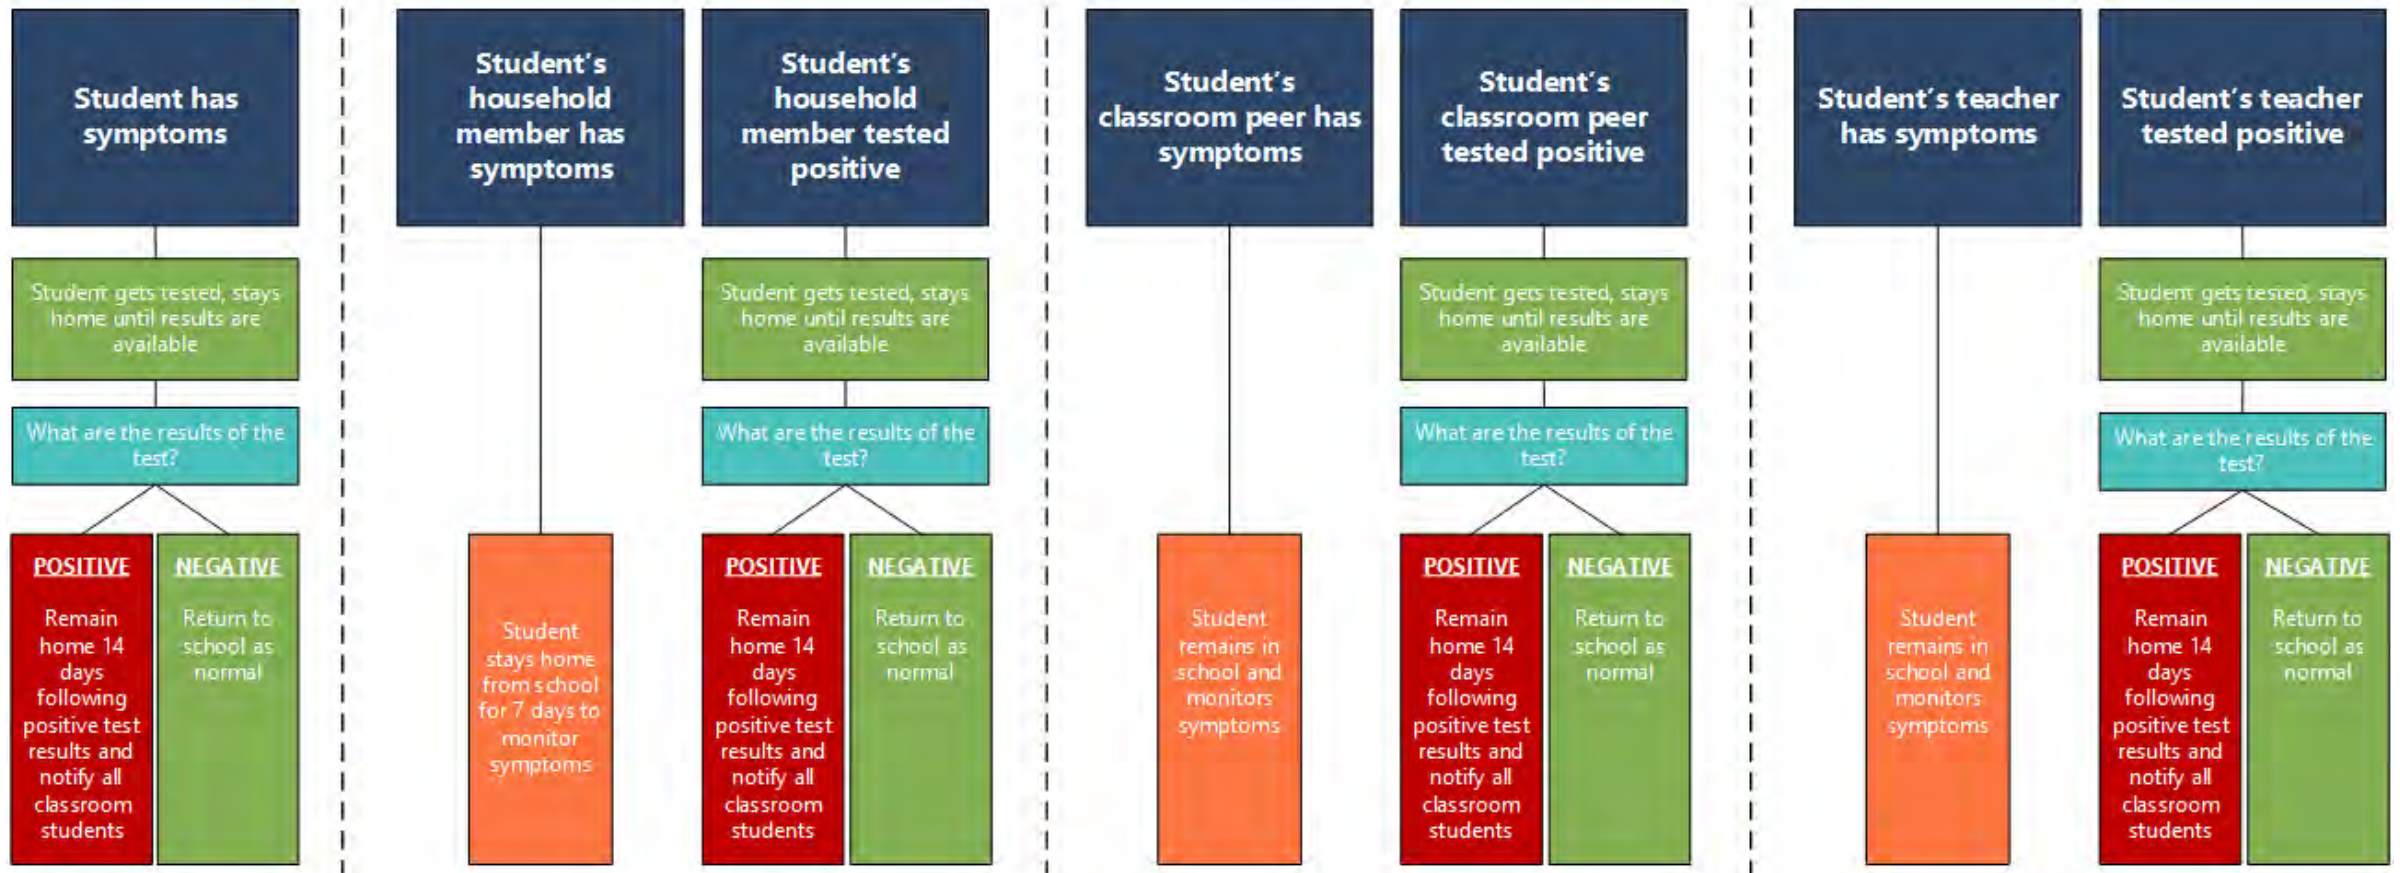 Student has
symptoms
Student gets tested, stays
home until results are
available
What are the results of the
test?
POSITIVE
Remain
home 14
days
following
positive test
results and
notify all
classroom
students
NEGATIVE
Return to
school as
normal
Student's
household
member has
symptoms
Student
stays home
from school
for 7 days to
monitor
symptoms
Student's
household
member tested
positive
Student gets tested, stays
home until results are
available
What are the results of the
test?
POSITIVE
Remain
home 14
days
following
positive test
results and
notify all
classroom
students
NEGATIVE
Return to
school as
normal
Student's
classroom peer has
symptoms
Student
remains in
school and
monitors
symptoms
Student's
classroom peer
tested positive
Student gets tested, stays
home until results are
available
What are the results of the
test?
POSITIVE
Remain
home 14
days
following
positive test
results and
notify all
classroom
students
NEGATIVE
Return to
school as
normal
Student's teacher
has symptoms
Student
remains in
school and
monitors
symptoms
Student's teacher
tested positive
Student gets tested, stays
home until results are
available
What are the results of the
test?
POSITIVE
Remain
home 14
days
following
positive test
results and
notify all
classroom
students
NEGATIVE
Return to
school as
normal